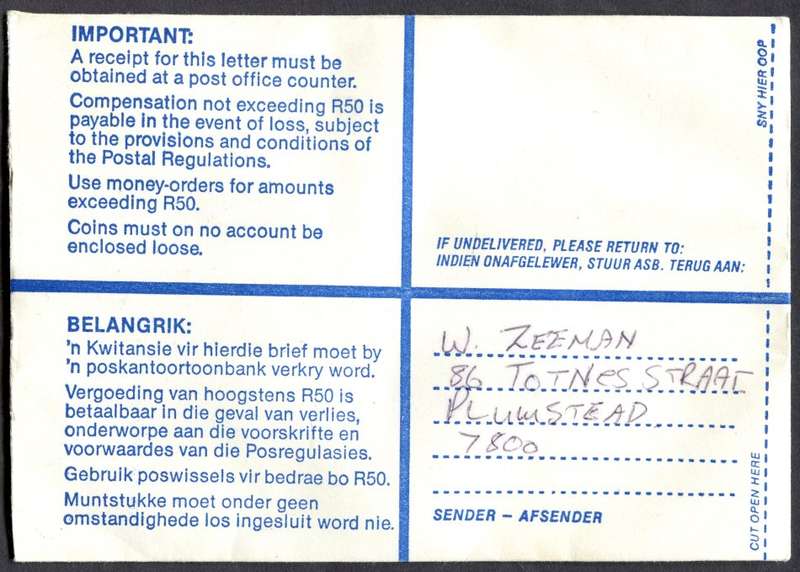 IMPORTANT:
A receipt for this letter must be
obtained at a post office counter.
Compensation not exceeding R50 is
payable in the event of loss, subject
to the provisions and conditions of
the Postal Regulations.
Use money-orders for amounts
exceeding R50.
Coins must on no account be
enclosed loose.
IF UNDELIVERED, PLEASE RETURN TO:
INDIEN ONAFGELEWER, STUUR ASB. TERUG AAN:
SNY HIER OOP
BELANGRIK:
'n Kwitansie vir hierdie brief moet by
'n poskantoortoonbank verkry word.
Vergoeding van hoogstens R50 is
betaalbaar in die geval van verlies,
onderworpe aan die voorskrifte en
voorwaardes van die Posregulasies.
Gebruik poswissels vir bedrae bo R50.
Muntstukke moet onder geen
omstandighede los ingesluit word nie.
W. ZEEMAN
86 TOTNES STRAAT
PLUMSTEAD
7800
SENDER – AFSENDER
CUT OPEN HERE